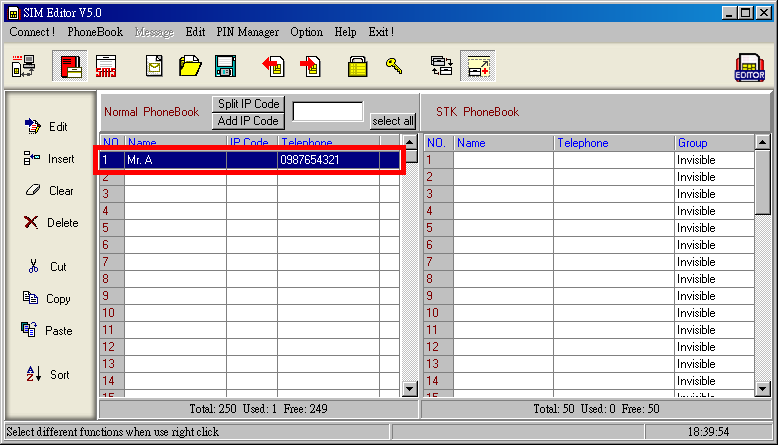 SIM Editor V5.0
Connect ! PhoneBook Message Edit PIN Manager Option Help Exit !
SMS
EDITOR
Edit
Insert
Clear
Delete
Cut
Copy
Paste
Sort
Normal PhoneBook
Split IP Code
Add IP Code
select all
NO. Name IP Code Telephone
1 Mr. A 0987654321
2
3
4
5
6
7
8
9
10
11
12
13
14
15
Total: 250 Used: 1 Free: 249
STK PhoneBook
NO. Name Telephone Group
1 Invisible
2 Invisible
3 Invisible
4 Invisible
5 Invisible
6 Invisible
7 Invisible
8 Invisible
9 Invisible
10 Invisible
11 Invisible
12 Invisible
13 Invisible
14 Invisible
15 Invisible
Total: 50 Used: 0 Free: 50
Select different functions when use right click
18:39:54